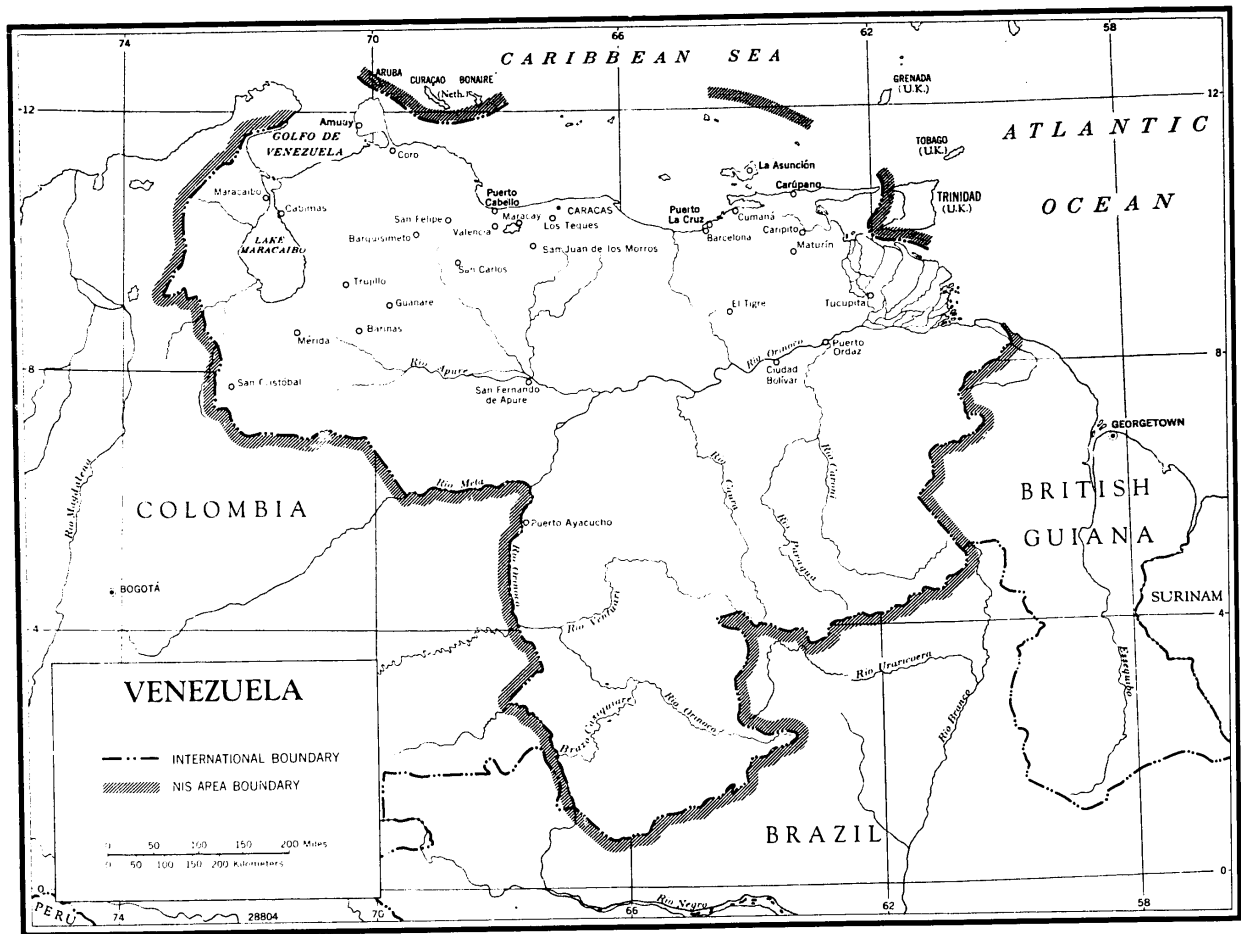 74
70
66
62
58
CARIBBEAN SEA
ARUBA
CURAÇAO
BONAIRE
(Neth.)
GRENADA
(U.K.)
12
12
ATLANTIC
OCEAN
Amuay
GOLFO DE
VENEZUELA
Coro
TOBAGO
(U.K.)
La Asunción
Carúpano
TRINIDAD
(U.K.)
Maracaibo
Cabimas
Puerto
Cabello
San Felipe
Maracay
CARACAS
Los Teques
Valencia
Puerto
La Cruz
Cumaná
Barcelona
Caripito
Maturín
Barquisimeto
LAKE
MARACAIBO
San Juan de los Morros
San Carlos
Trujillo
Guanare
El Tigre
Tucupita
Mérida
Barinas
Río Orinoco
Puerto
Ordaz
8
8
Río Apure
Ciudad
Bolívar
San Cristóbal
San Fernando
de Apure
GEORGETOWN
Río Magdalena
Río Meta
Río Caura
Río Caroní
COLOMBIA
BRITISH
GUIANA
Puerto Ayacucho
Río Orinoco
Río Paragua
BOGOTÁ
SURINAM
Río Ventuari
4
4
Río Uraricoera
Essequibo
Río Branco
Brazo Casiquiare
Río Orinoco
VENEZUELA
INTERNATIONAL BOUNDARY
NIS AREA BOUNDARY
0 50 100 150 200 Miles
0 50 100 150 200 Kilometers
BRAZIL
0
0
Río Negro
PERU
74
28804
70
66
62
58